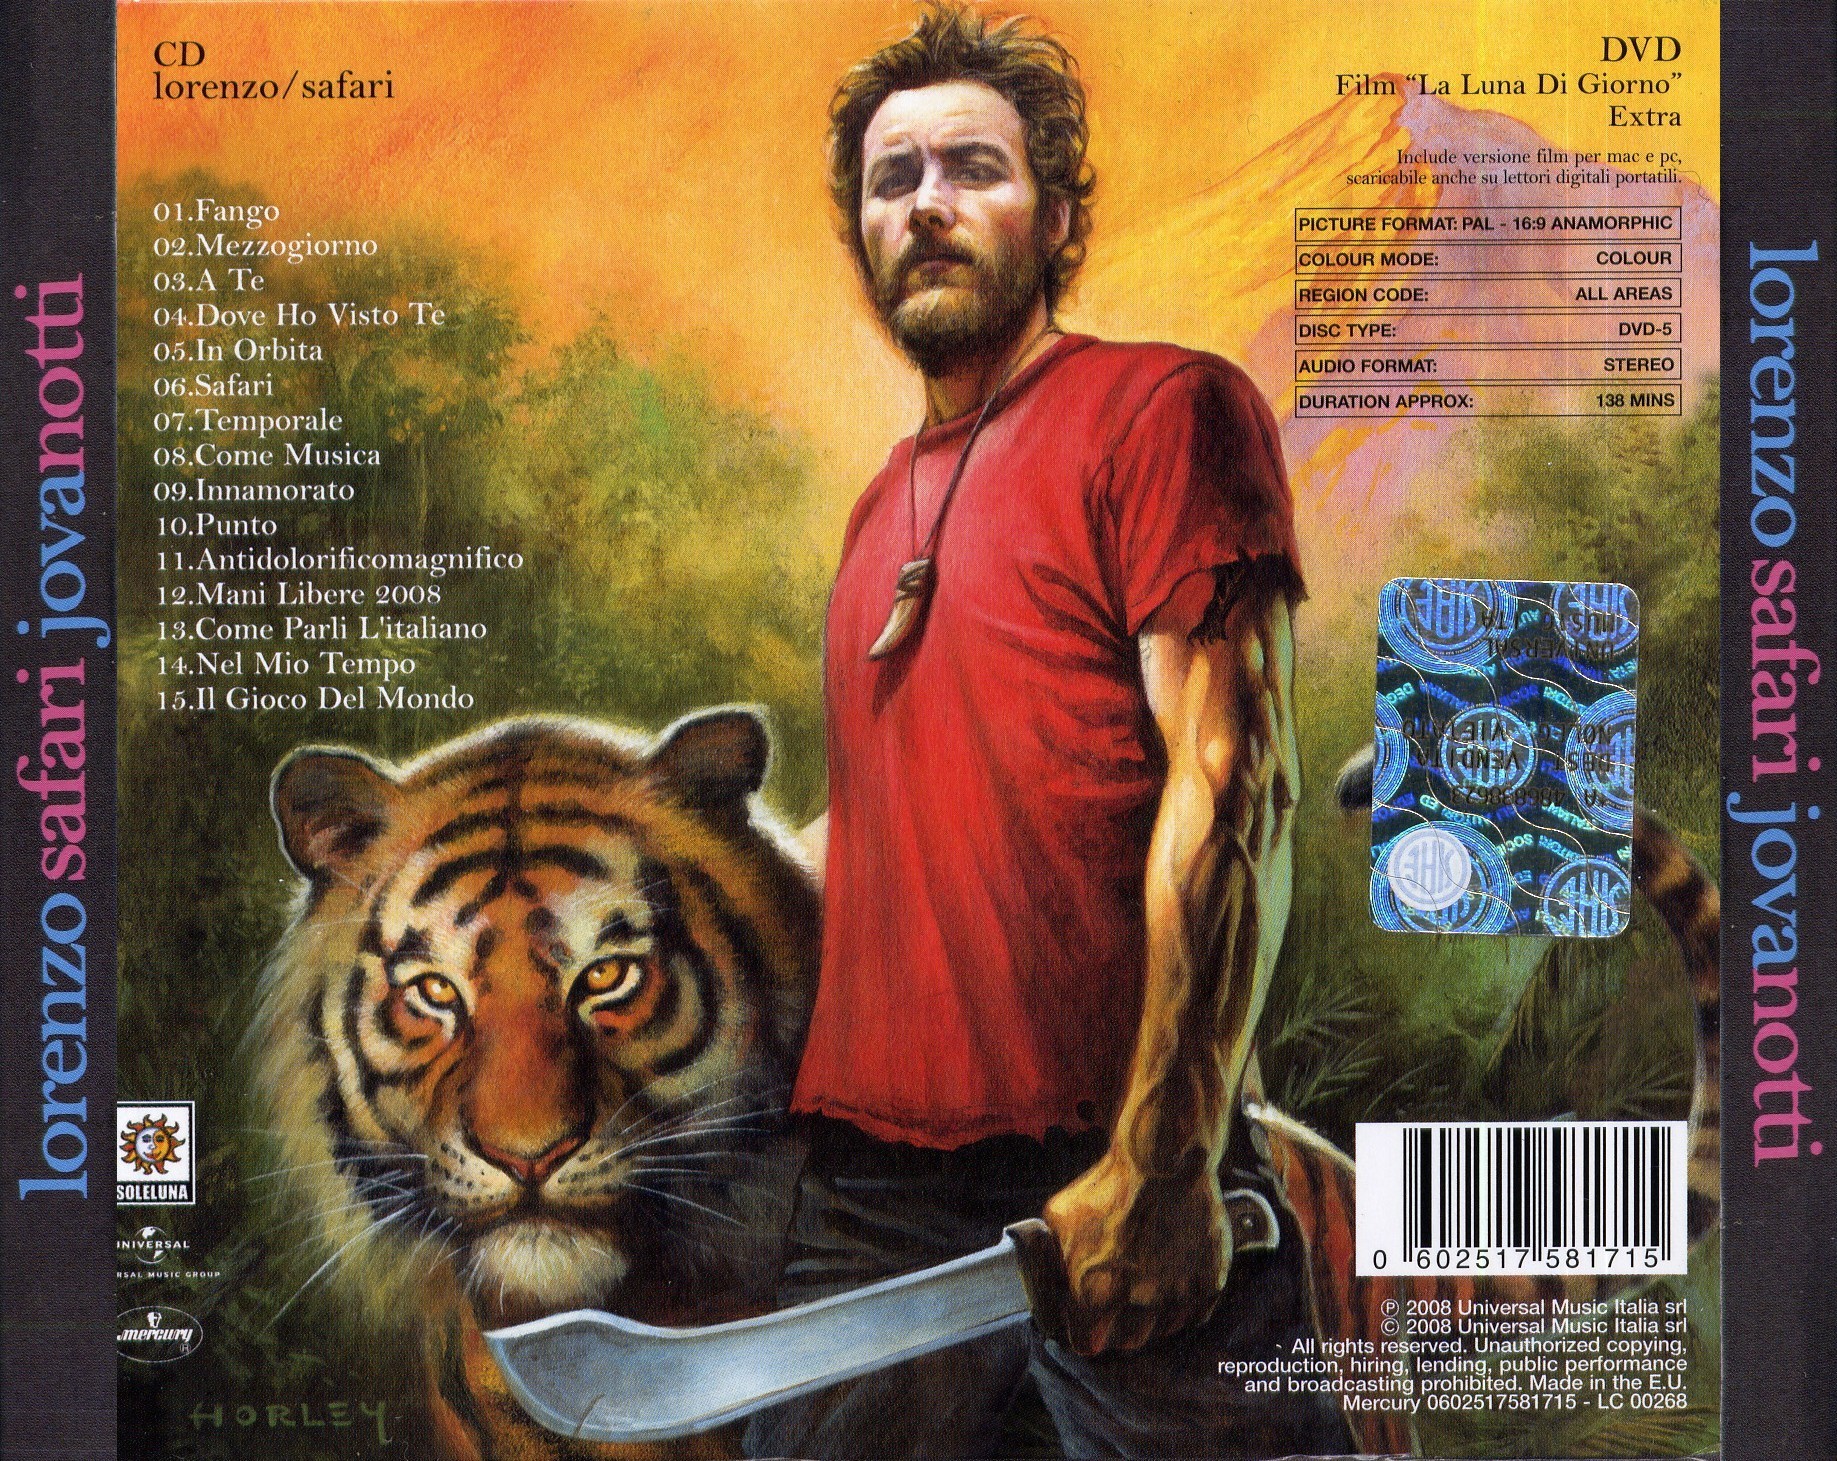 CD
lorenzo/safari
01.Fango
02.Mezzogiorno
03.A Te
04.Dove Ho Visto Te
05.In Orbita
06.Safari
07.Temporale
08.Come Musica
09.Innamorato
10.Punto
11.Antidolorificomagnifico
12.Mani Libere 2008
13.Come Parli L'italiano
14.Nel Mio Tempo
15.Il Gioco Del Mondo
DVD
Film “La Luna Di Giorno”
Extra
Include versione film per mac e pc,
scaricabile anche su lettori digitali portatili.
PICTURE FORMAT: PAL - 16:9 ANAMORPHIC
COLOUR MODE: COLOUR
REGION CODE: ALL AREAS
DISC TYPE: DVD-5
AUDIO FORMAT: STEREO
DURATION APPROX: 138 MINS
lorenzo safari jovanotti
lorenzo safari jovanotti
SOLELUNA
UNIVERSAL
MUSIC GROUP
mercury
HORLEY
0 602517 581715
℗ 2008 Universal Music Italia srl
© 2008 Universal Music Italia srl
All rights reserved. Unauthorized copying,
reproduction, hiring, lending, public performance
and broadcasting prohibited. Made in the E.U.
Mercury 0602517581715 - LC 00268